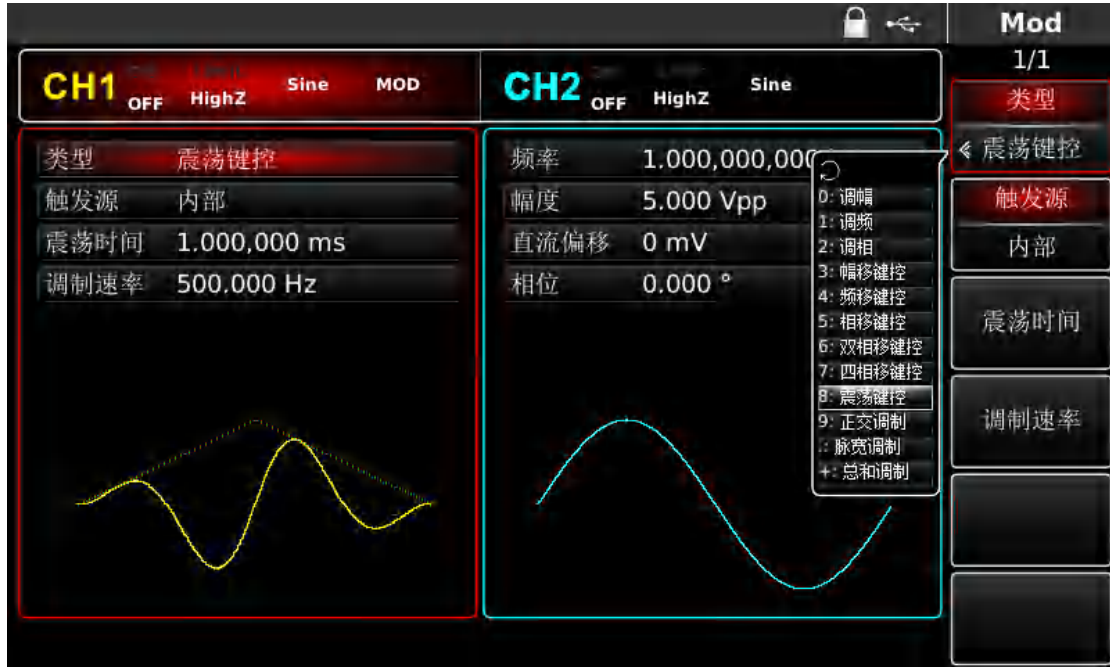 Mod
1/1
CH1 OFF HighZ Sine MOD
CH2 OFF HighZ Sine
类型 震荡键控
触发源 内部
震荡时间 1.000,000 ms
调制速率 500.000 Hz
频率 1.000,000,00
幅度 5.000 Vpp
直流偏移 0 mV
相位 0.000 °
0: 调幅
1: 调频
2: 调相
3: 幅移键控
4: 频移键控
5: 相移键控
6: 双相移键控
7: 四相移键控
8: 震荡键控
9: 正交调制
.: 脉宽调制
+: 总和调制
类型
震荡键控
触发源
内部
震荡时间
调制速率